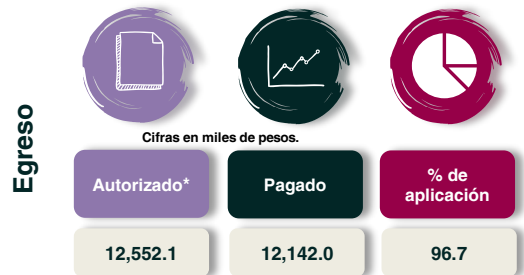 Egreso
Cifras en miles de pesos.
Autorizado*
Pagado
% de
aplicación
12,552.1
12,142.0
96.7